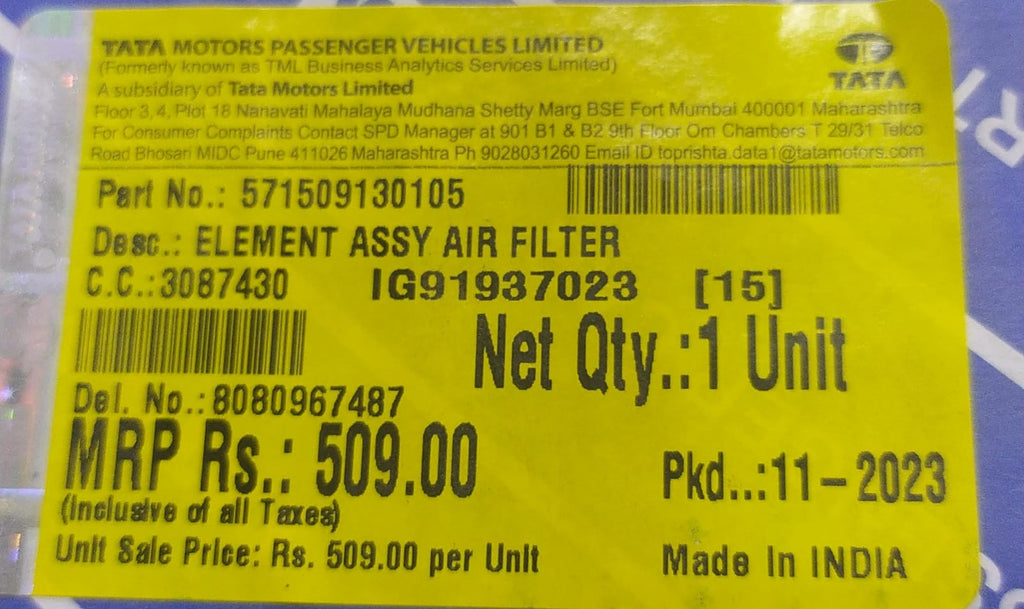 TATA MOTORS PASSENGER VEHICLES LIMITED
(Formerly known as TML Business Analytics Services Limited)
A subsidiary of Tata Motors Limited
TATA
Floor 3, 4, Plot 18 Nanavati Mahalaya Mudhana Shetty Marg BSE Fort Mumbai 400001 Maharashtra
For Consumer Complaints Contact SPD Manager at 901 B1 & B2 9th Floor Om Chambers T 29/31 Telco
Road Bhosari MIDC Pune 411026 Maharashtra Ph 9028031260 Email ID toprishta.data1@tatamotors.com
Part No.: 571509130105
Desc.: ELEMENT ASSY AIR FILTER
C.C.:3087430 IG91937023 [15]
Net Qty.:1 Unit
Del. No.:8080967487
MRP Rs.: 509.00
(Inclusive of all Taxes)
Pkd..:11-2023
Unit Sale Price: Rs. 509.00 per Unit
Made In INDIA